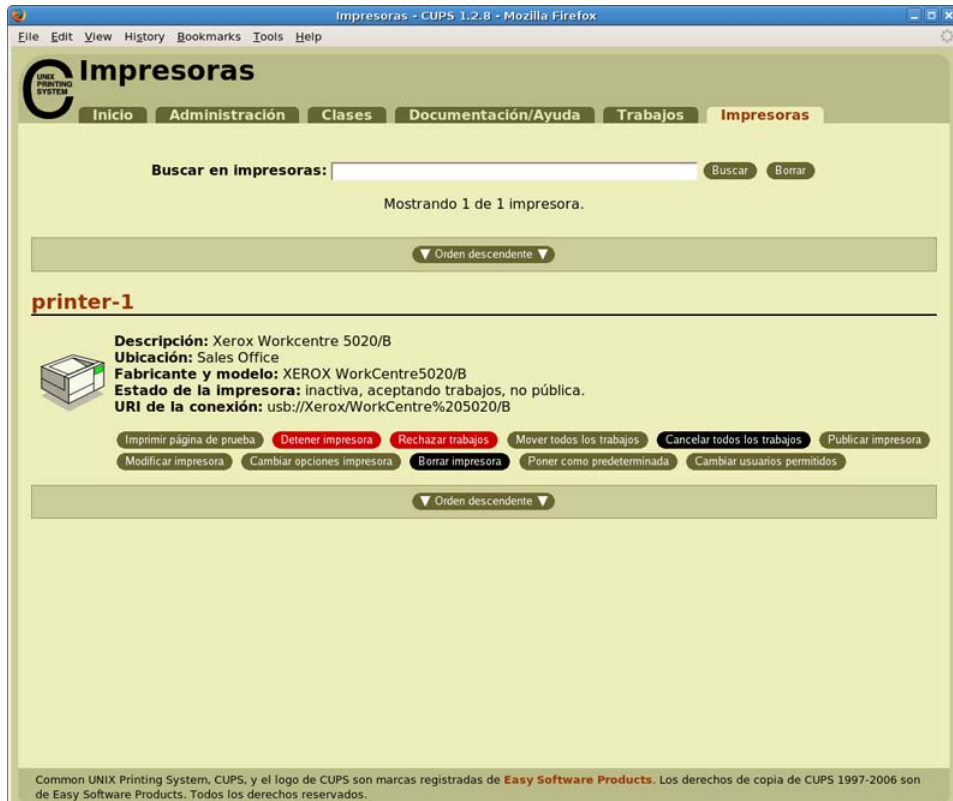 Impresoras - CUPS 1.2.8 - Mozilla Firefox
File Edit View History Bookmarks Tools Help
UNIX
PRINTING
SYSTEM
Impresoras
Inicio Administración Clases Documentación/Ayuda Trabajos Impresoras
Buscar en impresoras: Buscar Borrar
Mostrando 1 de 1 impresora.
▼ Orden descendente ▼
printer-1
Descripción: Xerox Workcentre 5020/B
Ubicación: Sales Office
Fabricante y modelo: XEROX WorkCentre5020/B
Estado de la impresora: inactiva, aceptando trabajos, no pública.
URI de la conexión: usb://Xerox/WorkCentre%205020/B
Imprimir página de prueba Detener impresora Rechazar trabajos Mover todos los trabajos Cancelar todos los trabajos Publicar impresora
Modificar impresora Cambiar opciones impresora Borrar impresora Poner como predeterminada Cambiar usuarios permitidos
▼ Orden descendente ▼
Common UNIX Printing System, CUPS, y el logo de CUPS son marcas registradas de Easy Software Products. Los derechos de copia de CUPS 1997-2006 son
de Easy Software Products. Todos los derechos reservados.